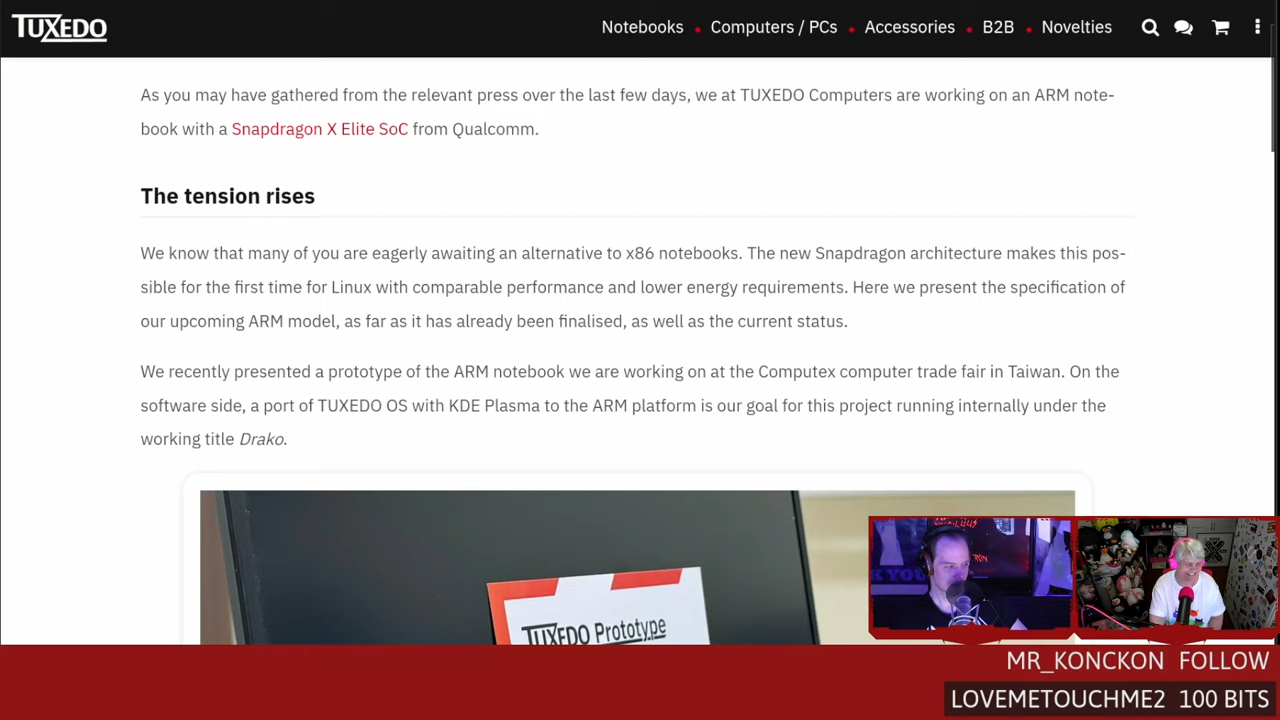 TUXEDO
Notebooks Computers / PCs Accessories B2B Novelties
As you may have gathered from the relevant press over the last few days, we at TUXEDO Computers are working on an ARM note-
book with a Snapdragon X Elite SoC from Qualcomm.
The tension rises
We know that many of you are eagerly awaiting an alternative to x86 notebooks. The new Snapdragon architecture makes this pos-
sible for the first time for Linux with comparable performance and lower energy requirements. Here we present the specification of
our upcoming ARM model, as far as it has already been finalised, as well as the current status.
We recently presented a prototype of the ARM notebook we are working on at the Computex computer trade fair in Taiwan. On the
software side, a port of TUXEDO OS with KDE Plasma to the ARM platform is our goal for this project running internally under the
working title Drako.
TUXEDO Prototype
MR_KONCKON FOLLOW
LOVEMETOUCHME2 100 BITS